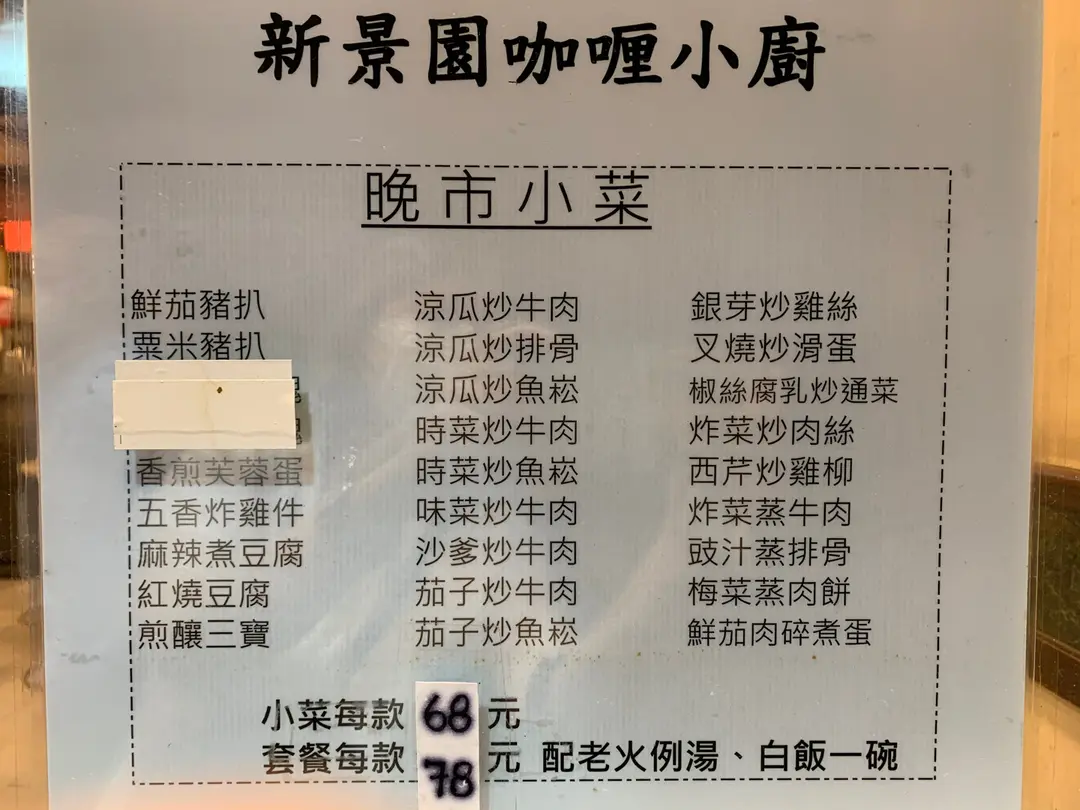 新景園咖喱小廚
晚市小菜
鮮茄豬扒
粟米豬扒
香煎芙蓉蛋
五香炸雞件
麻辣煮豆腐
紅燒豆腐
煎釀三寶
涼瓜炒牛肉
涼瓜炒排骨
涼瓜炒魚崧
時菜炒牛肉
時菜炒魚崧
味菜炒牛肉
沙爹炒牛肉
茄子炒牛肉
茄子炒魚崧
銀芽炒雞絲
叉燒炒滑蛋
椒絲腐乳炒通菜
炸菜炒肉絲
西芹炒雞柳
炸菜蒸牛肉
豉汁蒸排骨
梅菜蒸肉餅
鮮茄肉碎煮蛋
小菜每款 68 元
套餐每款 78 元 配老火例湯、白飯一碗